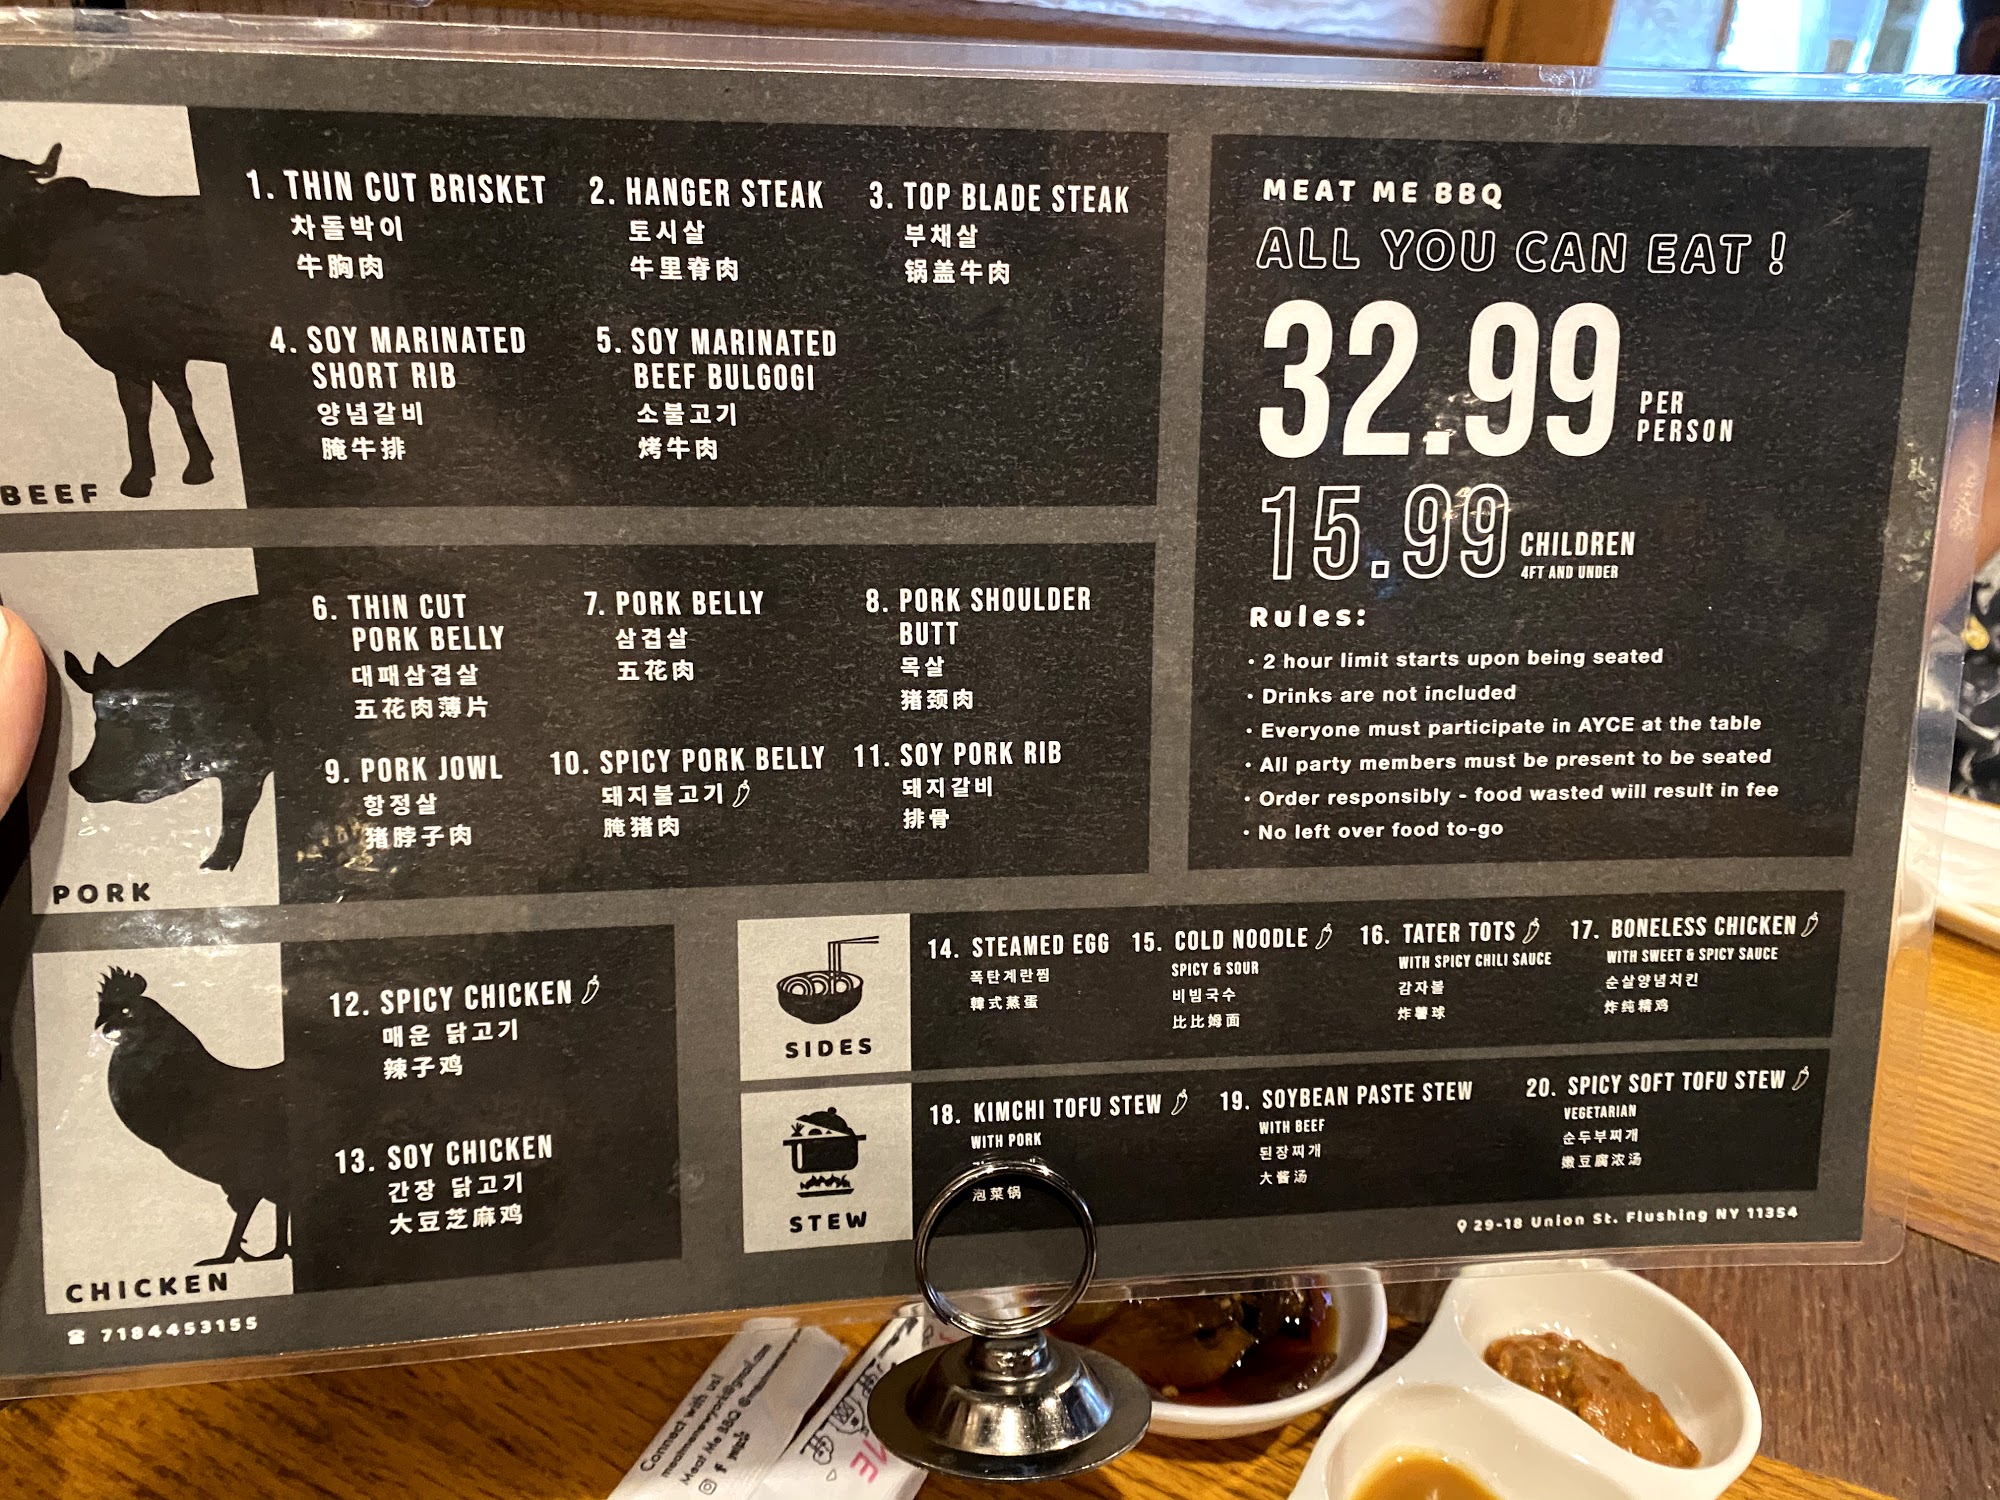 1. THIN CUT BRISKET
차돌박이
牛胸肉
2. HANGER STEAK
토시살
牛里脊肉
3. TOP BLADE STEAK
부채살
锅盖牛肉
4. SOY MARINATED
SHORT RIB
양념갈비
腌牛排
5. SOY MARINATED
BEEF BULGOGI
소불고기
烤牛肉
BEEF
6. THIN CUT
PORK BELLY
대패삼겹살
五花肉薄片
7. PORK BELLY
삼겹살
五花肉
8. PORK SHOULDER
BUTT
목살
猪颈肉
9. PORK JOWL
항정살
猪脖子肉
10. SPICY PORK BELLY
돼지불고기
腌猪肉
11. SOY PORK RIB
돼지갈비
排骨
PORK
12. SPICY CHICKEN
매운 닭고기
辣子鸡
13. SOY CHICKEN
간장 닭고기
大豆芝麻鸡
CHICKEN
7184453155
MEAT ME BBQ
ALL YOU CAN EAT !
32.99 PER
PERSON
15.99 CHILDREN
4FT AND UNDER
Rules:
• 2 hour limit starts upon being seated
• Drinks are not included
• Everyone must participate in AYCE at the table
• All party members must be present to be seated
• Order responsibly - food wasted will result in fee
• No left over food to-go
SIDES
14. STEAMED EGG
폭탄계란찜
韓式蒸蛋
15. COLD NOODLE
SPICY & SOUR
비빔국수
比比姆面
16. TATER TOTS
WITH SPICY CHILI SAUCE
감자볼
炸薯球
17. BONELESS CHICKEN
WITH SWEET & SPICY SAUCE
순살양념치킨
炸纯精鸡
STEW
18. KIMCHI TOFU STEW
WITH PORK
泡菜锅
19. SOYBEAN PASTE STEW
WITH BEEF
된장찌개
大酱汤
20. SPICY SOFT TOFU STEW
VEGETARIAN
순두부찌개
嫩豆腐浓汤
29-18 Union St. Flushing NY 11354
Connect with us!
Meat Me BBQ
ME